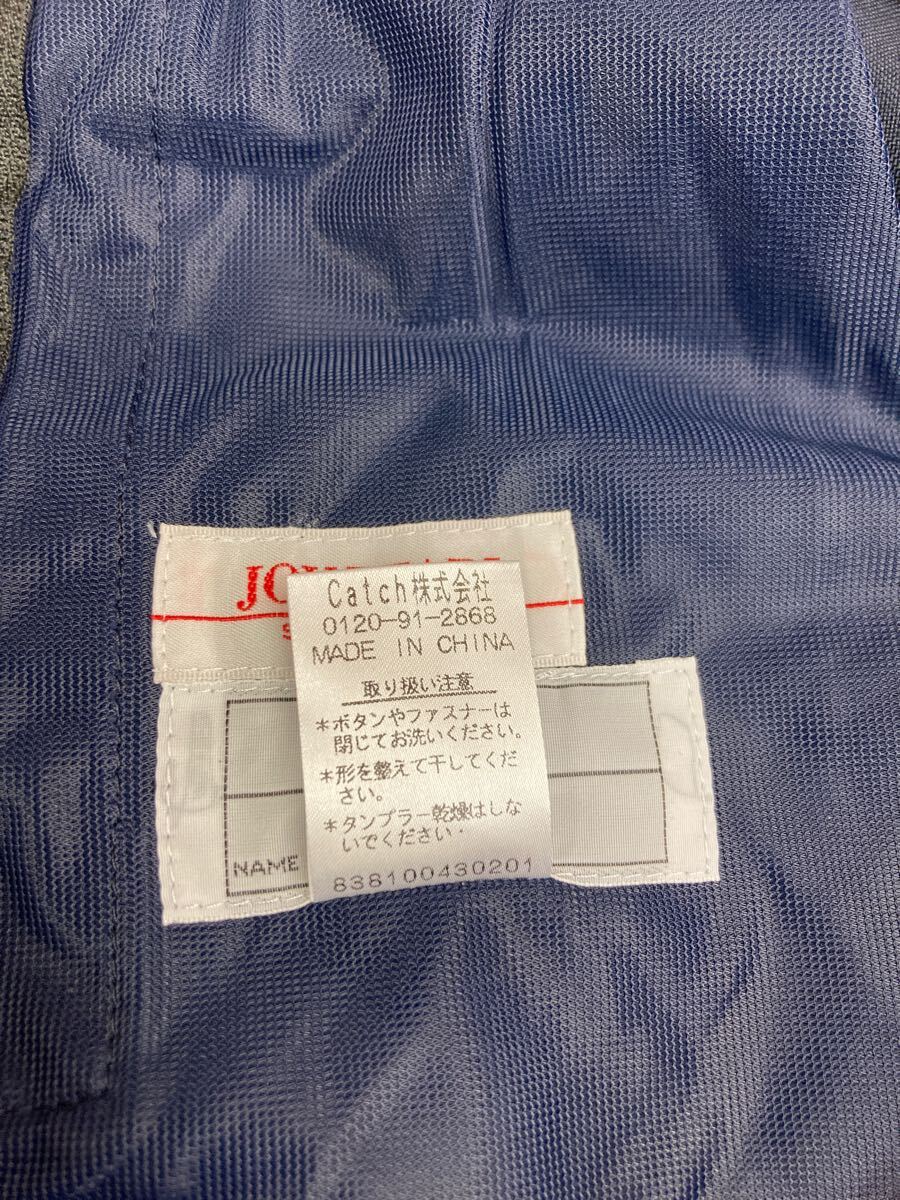 Catch株式会社
0120-91-2868
MADE IN CHINA
取り扱い注意
*ボタンやファスナーは
閉じてお洗いください。
*形を整えて干してくだ
さい。
*タンブラー乾燥はしな
いでください・
838100430201
NAME